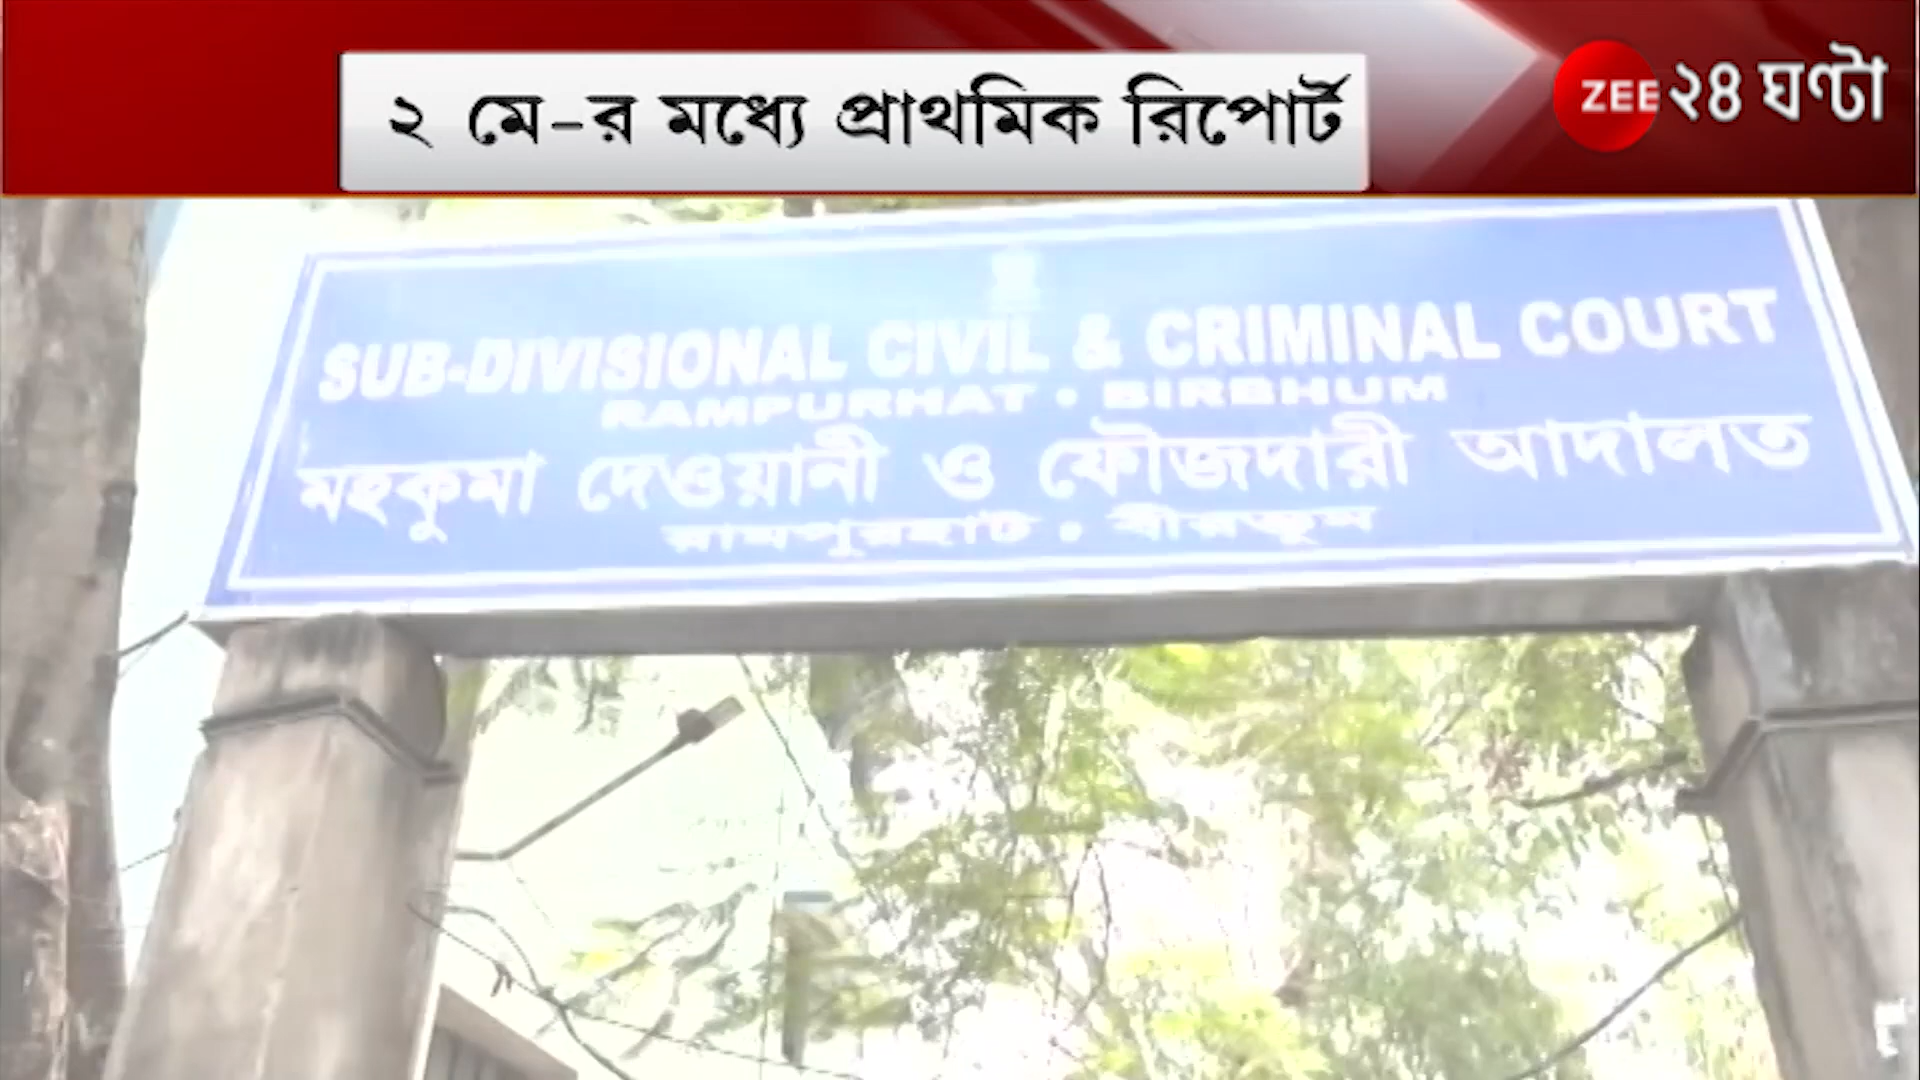 ২ মে-র মধ্যে প্রাথমিক রিপোর্ট
ZEE ২৪ ঘণ্টা
SUB-DIVISIONAL CIVIL & CRIMINAL COURT
RAMPURHAT • BIRBHUM
মহকুমা দেওয়ানী ও ফৌজদারী আদালত
রামপুরহাট • বীরভূম